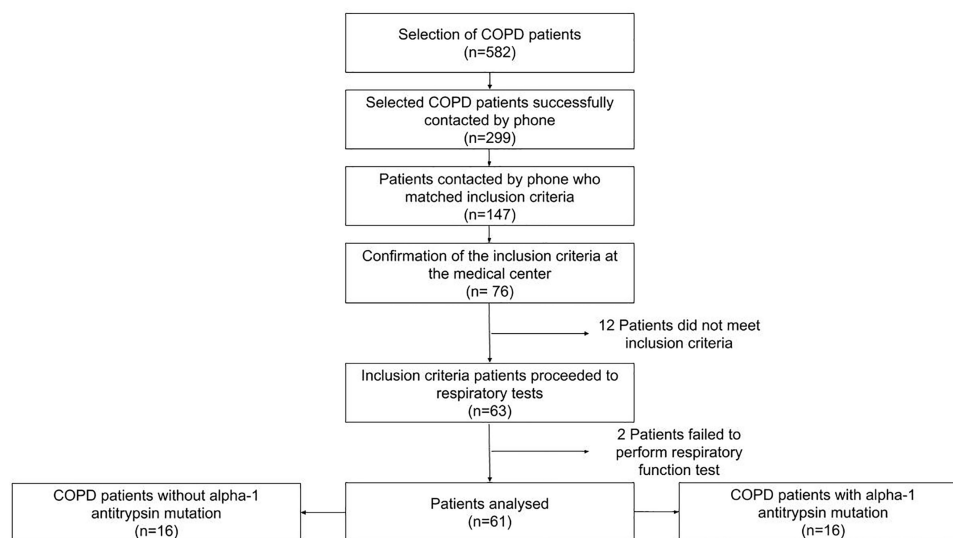 Selection of COPD patients
(n=582)
Selected COPD patients successfully
contacted by phone
(n=299)
Patients contacted by phone who
matched inclusion criteria
(n=147)
Confirmation of the inclusion criteria at
the medical center
(n= 76)
12 Patients did not meet
inclusion criteria
Inclusion criteria patients proceeded to
respiratory tests
(n=63)
2 Patients failed to
perform respiratory
function test
COPD patients without alpha-1
antitrypsin mutation
(n=16)
Patients analysed
(n=61)
COPD patients with alpha-1
antitrypsin mutation
(n=16)